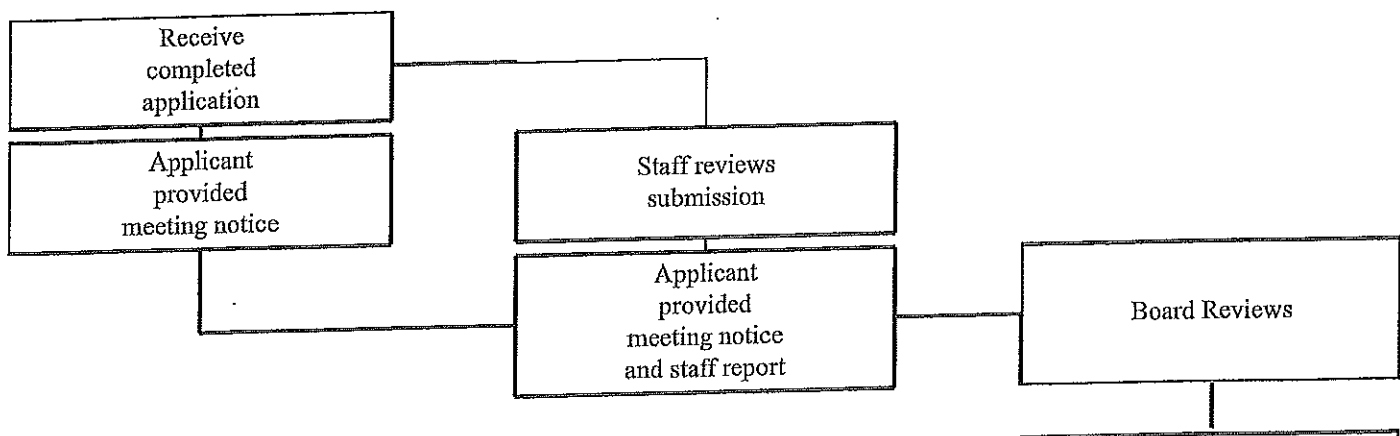 Receive
completed
application
Applicant
provided
meeting notice
Staff reviews
submission
Applicant
provided
meeting notice
and staff report
Board Reviews